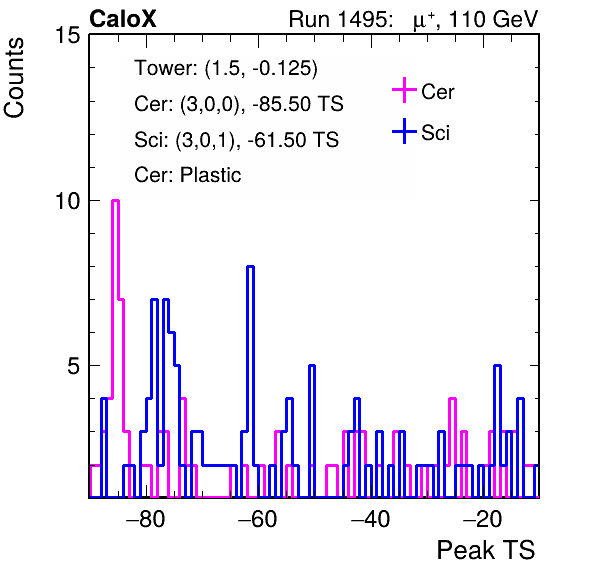 CaloX Run 1495: μ⁺, 110 GeV
Counts
15
Tower: (1.5, -0.125)
Cer: (3,0,0), -85.50 TS
Sci: (3,0,1), -61.50 TS
Cer: Plastic
Cer
Sci
10
5
−80 −60 −40 −20
Peak TS